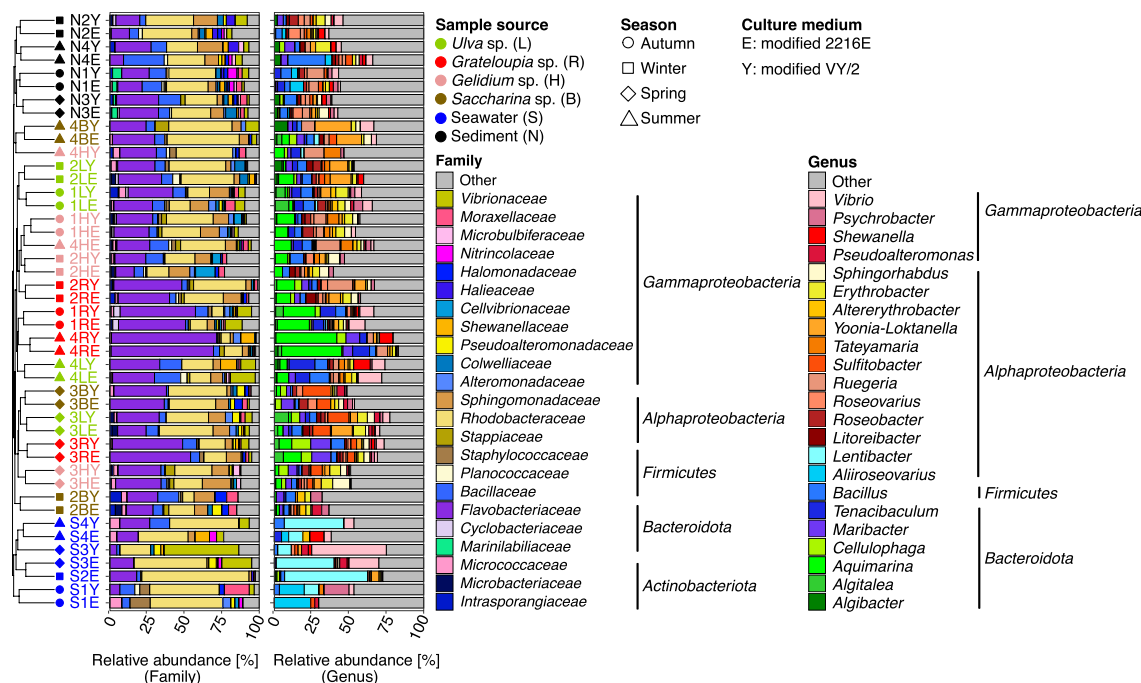 N2Y
N2E
N4Y
N4E
N1Y
N1E
N3Y
N3E
4BY
4BE
4HY
2LY
2LE
1LY
1LE
1HY
1HE
4HE
2HY
2HE
2RY
2RE
1RY
1RE
4RY
4RE
4LY
4LE
3BY
3BE
3LY
3LE
3RY
3RE
3HY
3HE
2BY
2BE
S4Y
S4E
S3Y
S3E
S2E
S1Y
S1E
0 25 50 75 100
0 25 50 75 100
Relative abundance [%]
(Family)
Relative abundance [%]
(Genus)
Sample source
Ulva sp. (L)
Grateloupia sp. (R)
Gelidium sp. (H)
Saccharina sp. (B)
Seawater (S)
Sediment (N)
Season
Autumn
Winter
Spring
Summer
Culture medium
E: modified 2216E
Y: modified VY/2
Family
Other
Vibrionaceae
Moraxellaceae
Microbulbiferaceae
Nitrincolaceae
Halomonadaceae
Halieaceae
Cellvibrionaceae
Shewanellaceae
Pseudoalteromonadaceae
Colwelliaceae
Alteromonadaceae
Sphingomonadaceae
Rhodobacteraceae
Stappiaceae
Staphylococcaceae
Planococcaceae
Bacillaceae
Flavobacteriaceae
Cyclobacteriaceae
Marinilabiliaceae
Micrococcaceae
Microbacteriaceae
Intrasporangiaceae
Gammaproteobacteria
Alphaproteobacteria
Firmicutes
Bacteroidota
Actinobacteriota
Genus
Other
Vibrio
Psychrobacter
Shewanella
Pseudoalteromonas
Sphingorhabdus
Erythrobacter
Altererythrobacter
Yoonia-Loktanella
Tateyamaria
Sulfitobacter
Ruegeria
Roseovarius
Roseobacter
Litoreibacter
Lentibacter
Aliiroseovarius
Bacillus
Tenacibaculum
Maribacter
Cellulophaga
Aquimarina
Algitalea
Algibacter
Gammaproteobacteria
Alphaproteobacteria
Firmicutes
Bacteroidota